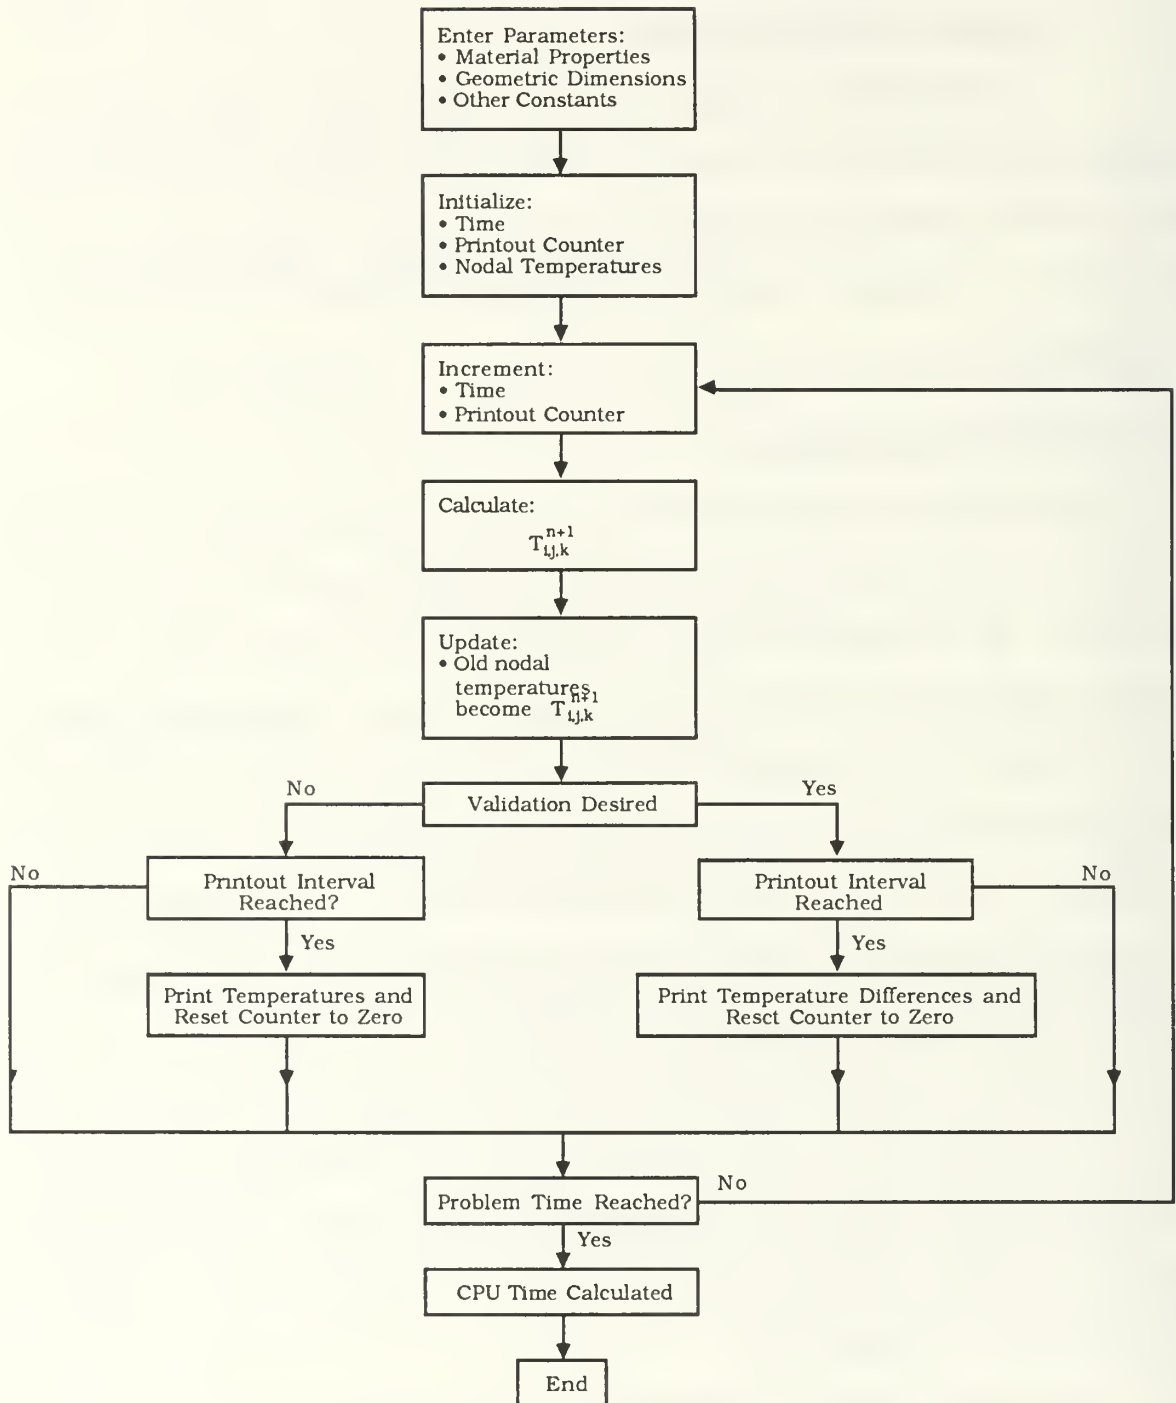 Enter Parameters:
• Material Properties
• Geometric Dimensions
• Other Constants
Initialize:
• Time
• Printout Counter
• Nodal Temperatures
Increment:
• Time
• Printout Counter
Calculate:
T^{n+1}_{i,j,k}
Update:
• Old nodal
temperatures
become T^{n+1}_{i,j,k}
No
Validation Desired
Yes
No
Printout Interval
Reached?
Printout Interval
Reached
No
Yes
Yes
Print Temperatures and
Reset Counter to Zero
Print Temperature Differences and
Reset Counter to Zero
Problem Time Reached?
No
Yes
CPU Time Calculated
End